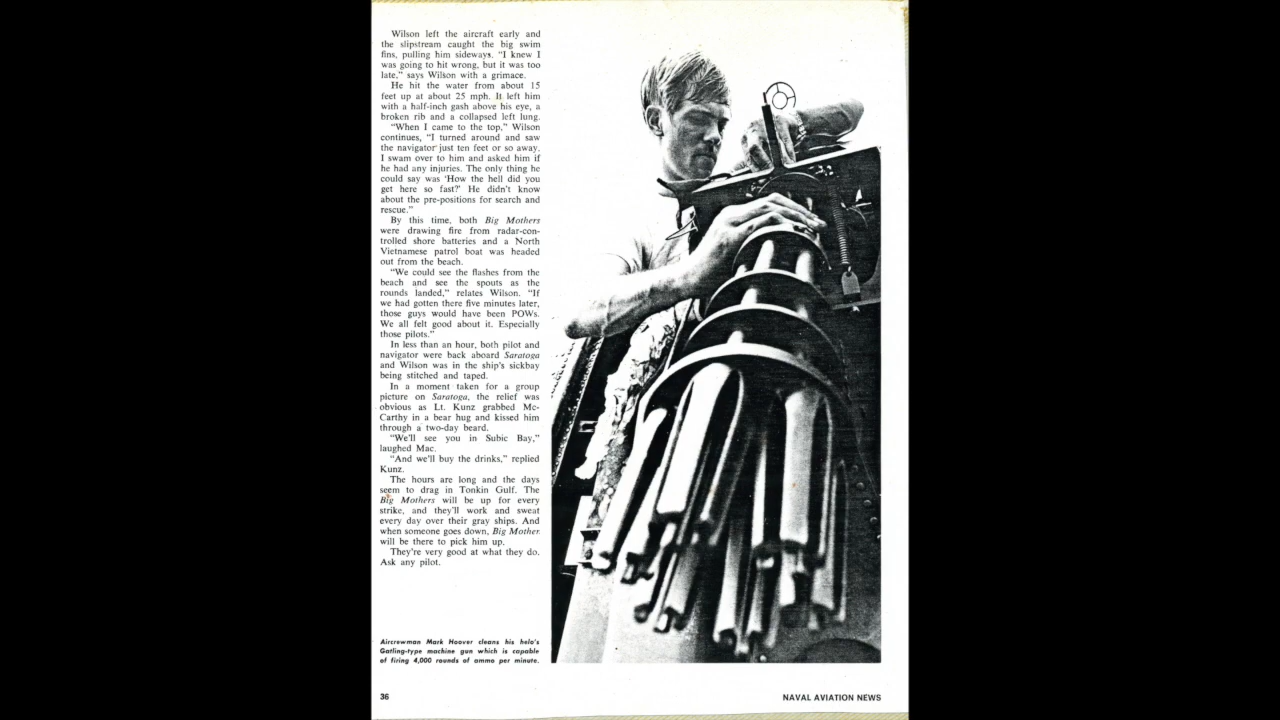 Wilson left the aircraft early and
the slipstream caught the big swim
fins, pulling him sideways. "I knew I
was going to hit wrong, but it was too
late," says Wilson with a grimace.
He hit the water from about 15
feet up at about 25 mph. It left him
with a half-inch gash above his eye, a
broken rib and a collapsed left lung.
"When I came to the top," Wilson
continues, "I turned around and saw
the navigator just ten feet or so away.
I swam over to him and asked him if
he had any injuries. The only thing he
could say was 'How the hell did you
get here so fast?' He didn't know
about the pre-positions for search and
rescue."
By this time, both Big Mothers
were drawing fire from radar-con-
trolled shore batteries and a North
Vietnamese patrol boat was headed
out from the beach.
"We could see the flashes from the
beach and see the spouts as the
rounds landed," relates Wilson. "If
we had gotten there five minutes later,
those guys would have been POWs.
We all felt good about it. Especially
those pilots."
In less than an hour, both pilot and
navigator were back aboard Saratoga
and Wilson was in the ship's sickbay
being stitched and taped.
In a moment taken for a group
picture on Saratoga, the relief was
obvious as Lt. Kunz grabbed Mc-
Carthy in a bear hug and kissed him
through a two-day beard.
"We'll see you in Subic Bay,"
laughed Mac.
"And we'll buy the drinks," replied
Kunz.
The hours are long and the days
seem to drag in Tonkin Gulf. The
Big Mothers will be up for every
strike, and they'll work and sweat
every day over their gray ships. And
when someone goes down, Big Mother
will be there to pick him up.
They're very good at what they do.
Ask any pilot.
Aircrewman Mark Hoover cleans his helo's
Gatling-type machine gun which is capable
of firing 4,000 rounds of ammo per minute.
36
NAVAL AVIATION NEWS